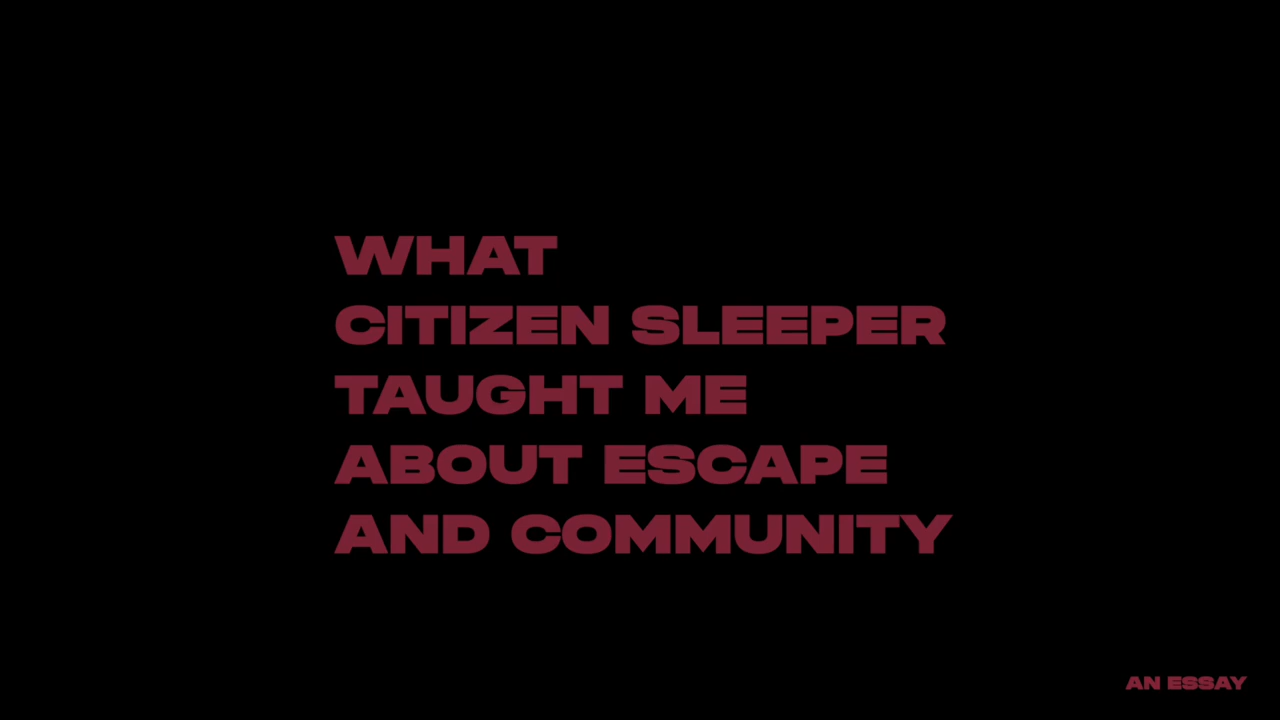 WHAT
CITIZEN SLEEPER
TAUGHT ME
ABOUT ESCAPE
AND COMMUNITY
AN ESSAY